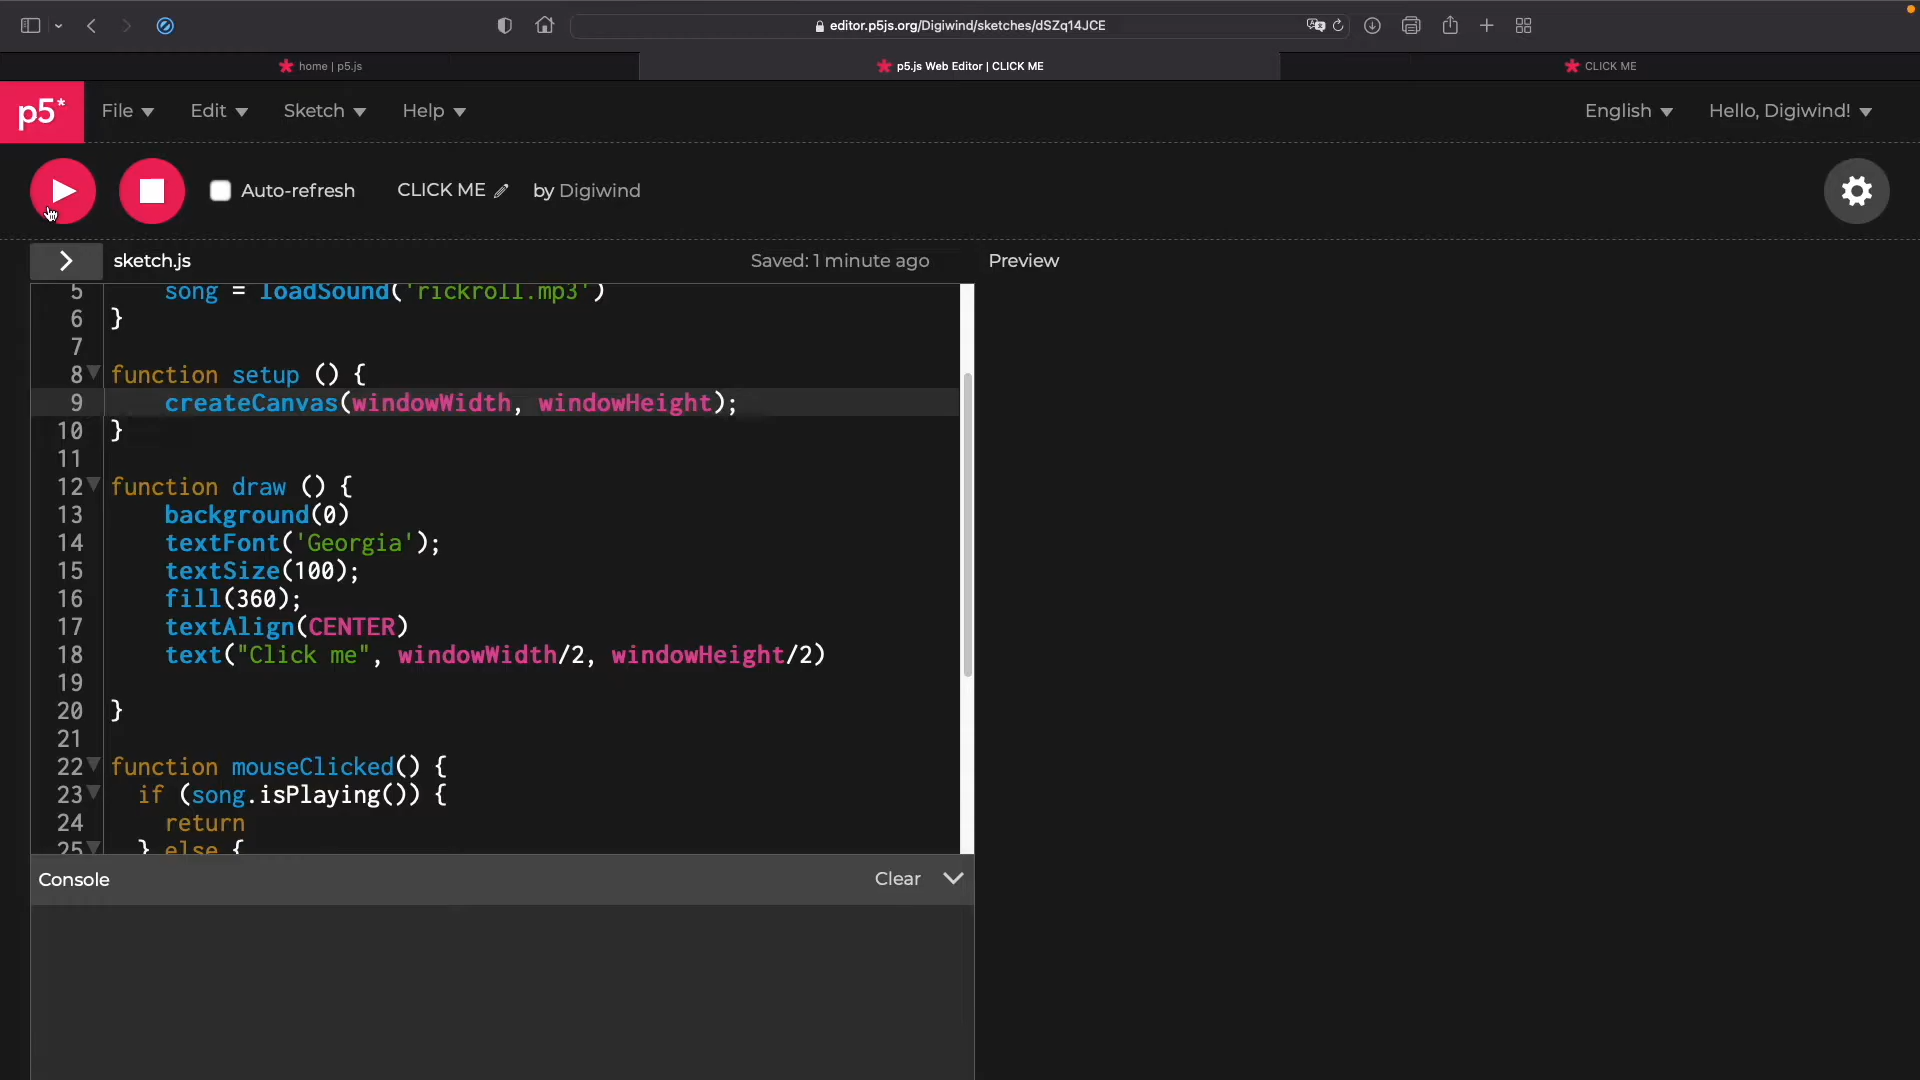 editor.p5js.org/Digiwind/sketches/dSZq14JCE
home | p5.js
p5.js Web Editor | CLICK ME
CLICK ME
p5*
File
Edit
Sketch
Help
English
Hello, Digiwind!
Auto-refresh
CLICK ME
by Digiwind
sketch.js
Saved: 1 minute ago
Preview
5 song = loadSound('rickroll.mp3')
6 }
7
8 function setup () {
9 createCanvas(windowWidth, windowHeight);
10 }
11
12 function draw () {
13 background(0)
14 textFont('Georgia');
15 textSize(100);
16 fill(360);
17 textAlign(CENTER)
18 text("Click me", windowWidth/2, windowHeight/2)
19
20 }
21
22 function mouseClicked() {
23 if (song.isPlaying()) {
24 return
25 } else {
Console
Clear